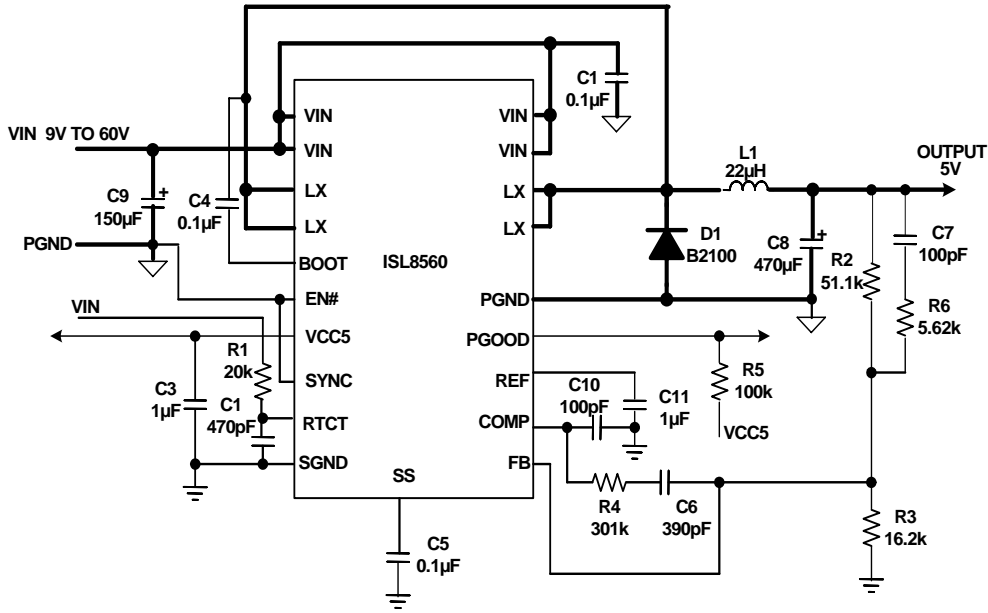 C1
0.1µF
VIN
VIN
VIN 9V TO 60V
VIN
VIN
L1
22µH
OUTPUT
5V
C9
150µF
C4
0.1µF
LX
LX
LX
LX
C7
100pF
D1
B2100
C8
470µF
R2
51.1k
PGND
BOOT
ISL8560
EN#
PGND
R6
5.62k
VIN
VCC5
PGOOD
R1
20k
R5
100k
C3
1µF
SYNC
REF
C10
100pF
C11
1µF
C1
470pF
RTCT
COMP
VCC5
SGND
FB
SS
R4
301k
C6
390pF
R3
16.2k
C5
0.1µF